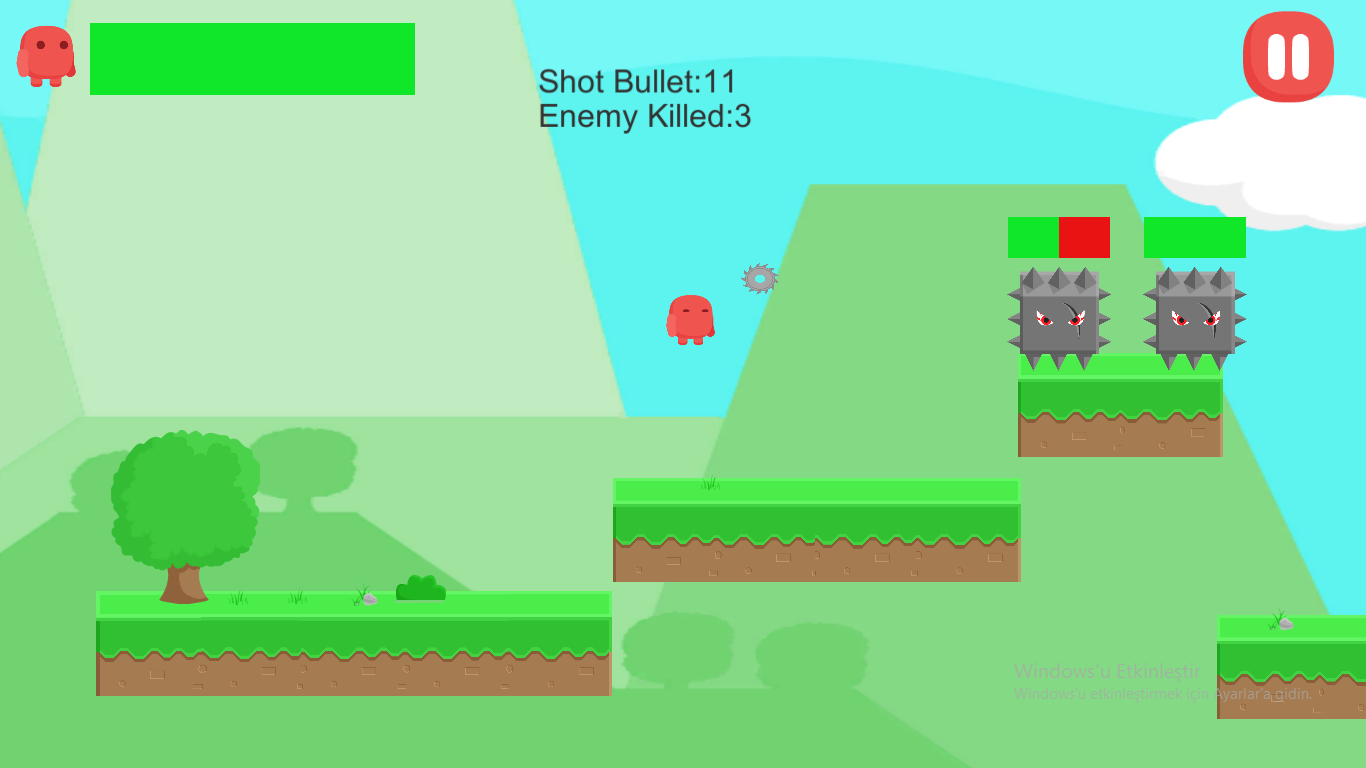 Shot Bullet:11
Enemy Killed:3
Windows'u Etkinleştir
Windows'u etkinleştirmek için Ayarlar'a gidin.